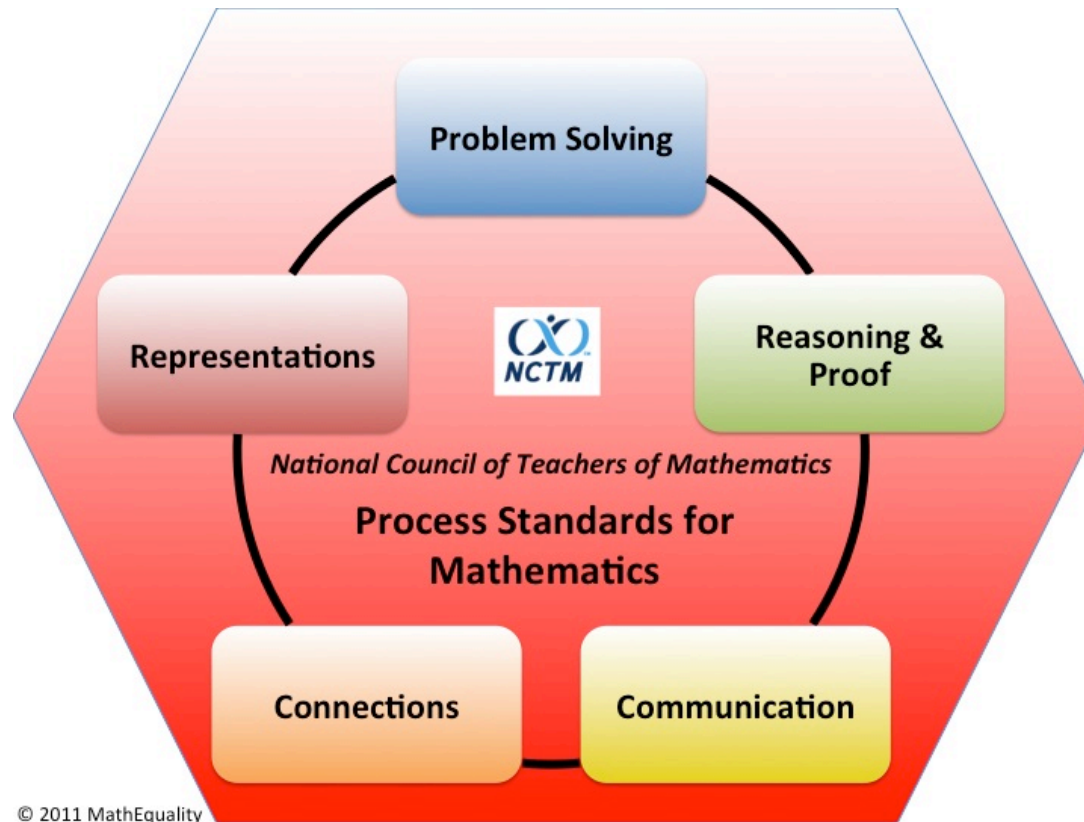 Problem Solving
Representations
Reasoning &
Proof
NCTM
National Council of Teachers of Mathematics
Process Standards for
Mathematics
Connections
Communication
© 2011 MathEquality